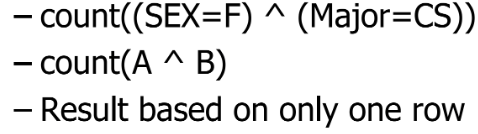 – count((SEX=F) ^ (Major=CS))
– count(A ^ B)
– Result based on only one row